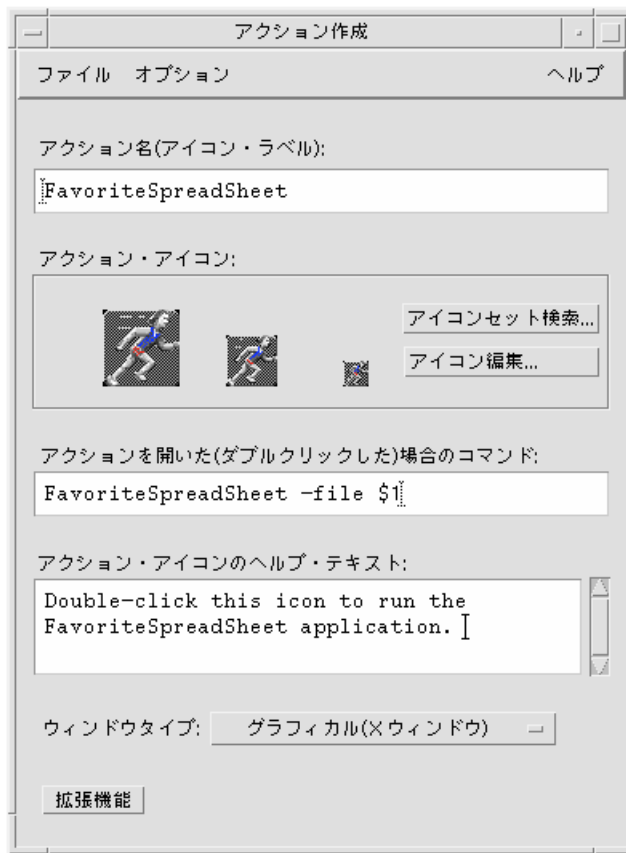 アクション作成
ファイル オプション ヘルプ
アクション名(アイコン・ラベル):
FavoriteSpreadSheet
アクション・アイコン:
アイコンセット検索...
アイコン編集...
アクションを開いた(ダブルクリックした)場合のコマンド:
FavoriteSpreadSheet -file $1
アクション・アイコンのヘルプ・テキスト:
Double-click this icon to run the
FavoriteSpreadSheet application.
ウィンドウタイプ: グラフィカル(Xウィンドウ)
拡張機能